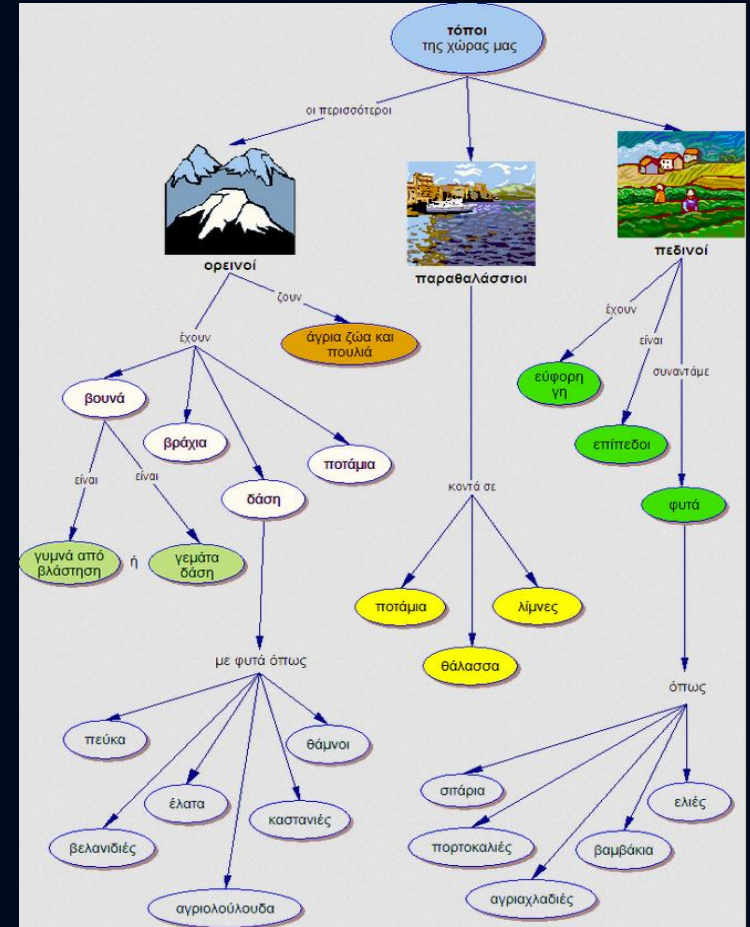 τόποι
της χώρας μας
οι περισσότεροι
ορεινοί
παραθαλάσσιοι
πεδινοί
ζουν
έχουν
άγρια ζώα και
πουλιά
έχουν
είναι
συναντάμε
εύφορη
γη
βουνά
βράχια
ποτάμια
δάση
επίπεδοι
φυτά
είναι
είναι
κοντά σε
γυμνά από
βλάστηση
ή
γεμάτα
δάση
ποτάμια
λίμνες
θάλασσα
με φυτά όπως
όπως
πεύκα
θάμνοι
έλατα
καστανιές
βελανιδιές
αγριολούλουδα
σιτάρια
ελιές
πορτοκαλιές
βαμβάκια
αγριαχλαδιές